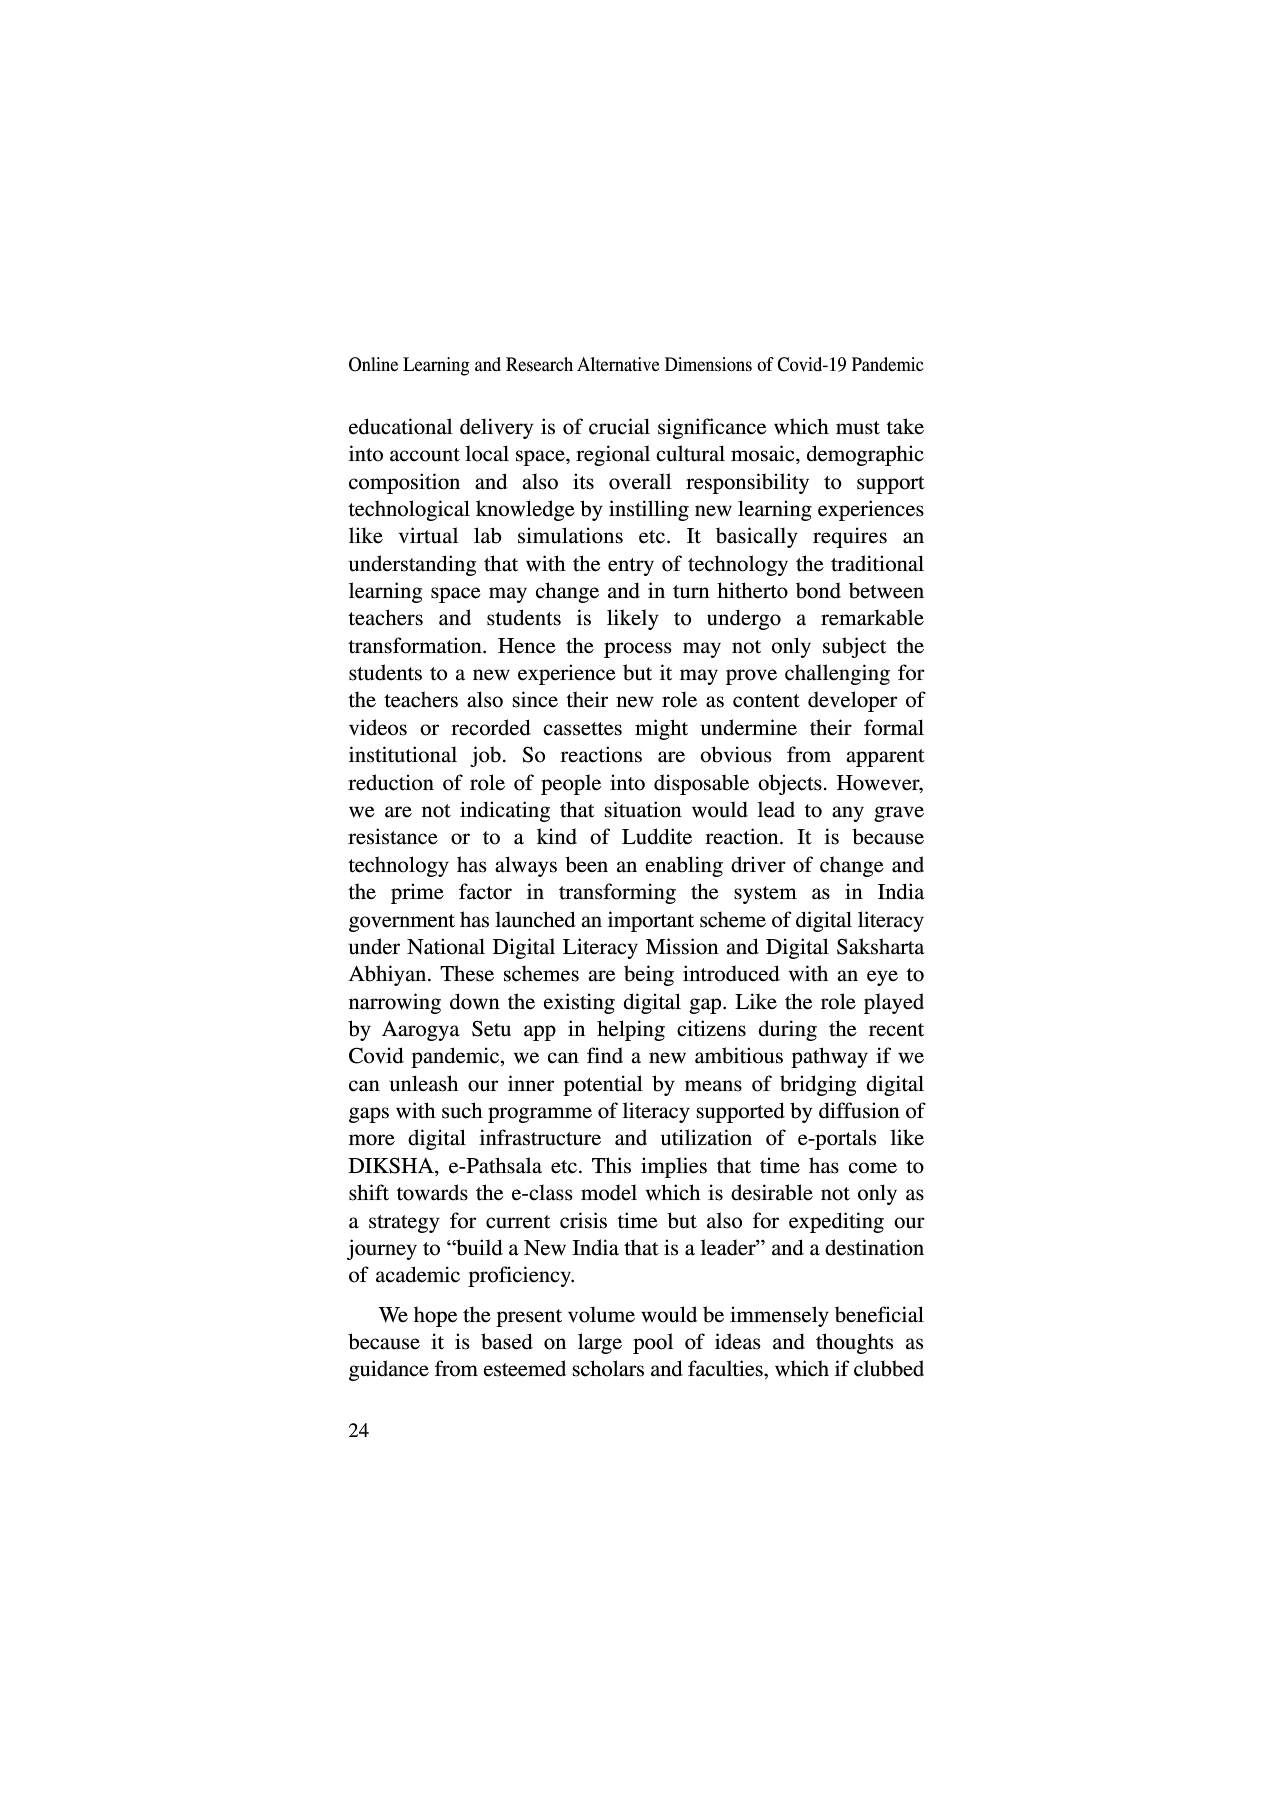 Online Learning and Research Alternative Dimensions of Covid-19 Pandemic
educational delivery is of crucial significance which must take
into account local space, regional cultural mosaic, demographic
composition and also its overall responsibility to support
technological knowledge by instilling new learning experiences
like virtual lab simulations etc. It basically requires an
understanding that with the entry of technology the traditional
learning space may change and in turn hitherto bond between
teachers and students is likely to undergo a remarkable
transformation. Hence the process may not only subject the
students to a new experience but it may prove challenging for
the teachers also since their new role as content developer of
videos or recorded cassettes might undermine their formal
institutional job. So reactions are obvious from apparent
reduction of role of people into disposable objects. However,
we are not indicating that situation would lead to any grave
resistance or to a kind of Luddite reaction. It is because
technology has always been an enabling driver of change and
the prime factor in transforming the system as in India
government has launched an important scheme of digital literacy
under National Digital Literacy Mission and Digital Saksharta
Abhiyan. These schemes are being introduced with an eye to
narrowing down the existing digital gap. Like the role played
by Aarogya Setu app in helping citizens during the recent
Covid pandemic, we can find a new ambitious pathway if we
can unleash our inner potential by means of bridging digital
gaps with such programme of literacy supported by diffusion of
more digital infrastructure and utilization of e-portals like
DIKSHA, e-Pathsala etc. This implies that time has come to
shift towards the e-class model which is desirable not only as
a strategy for current crisis time but also for expediting our
journey to “build a New India that is a leader” and a destination
of academic proficiency.
We hope the present volume would be immensely beneficial
because it is based on large pool of ideas and thoughts as
guidance from esteemed scholars and faculties, which if clubbed
24